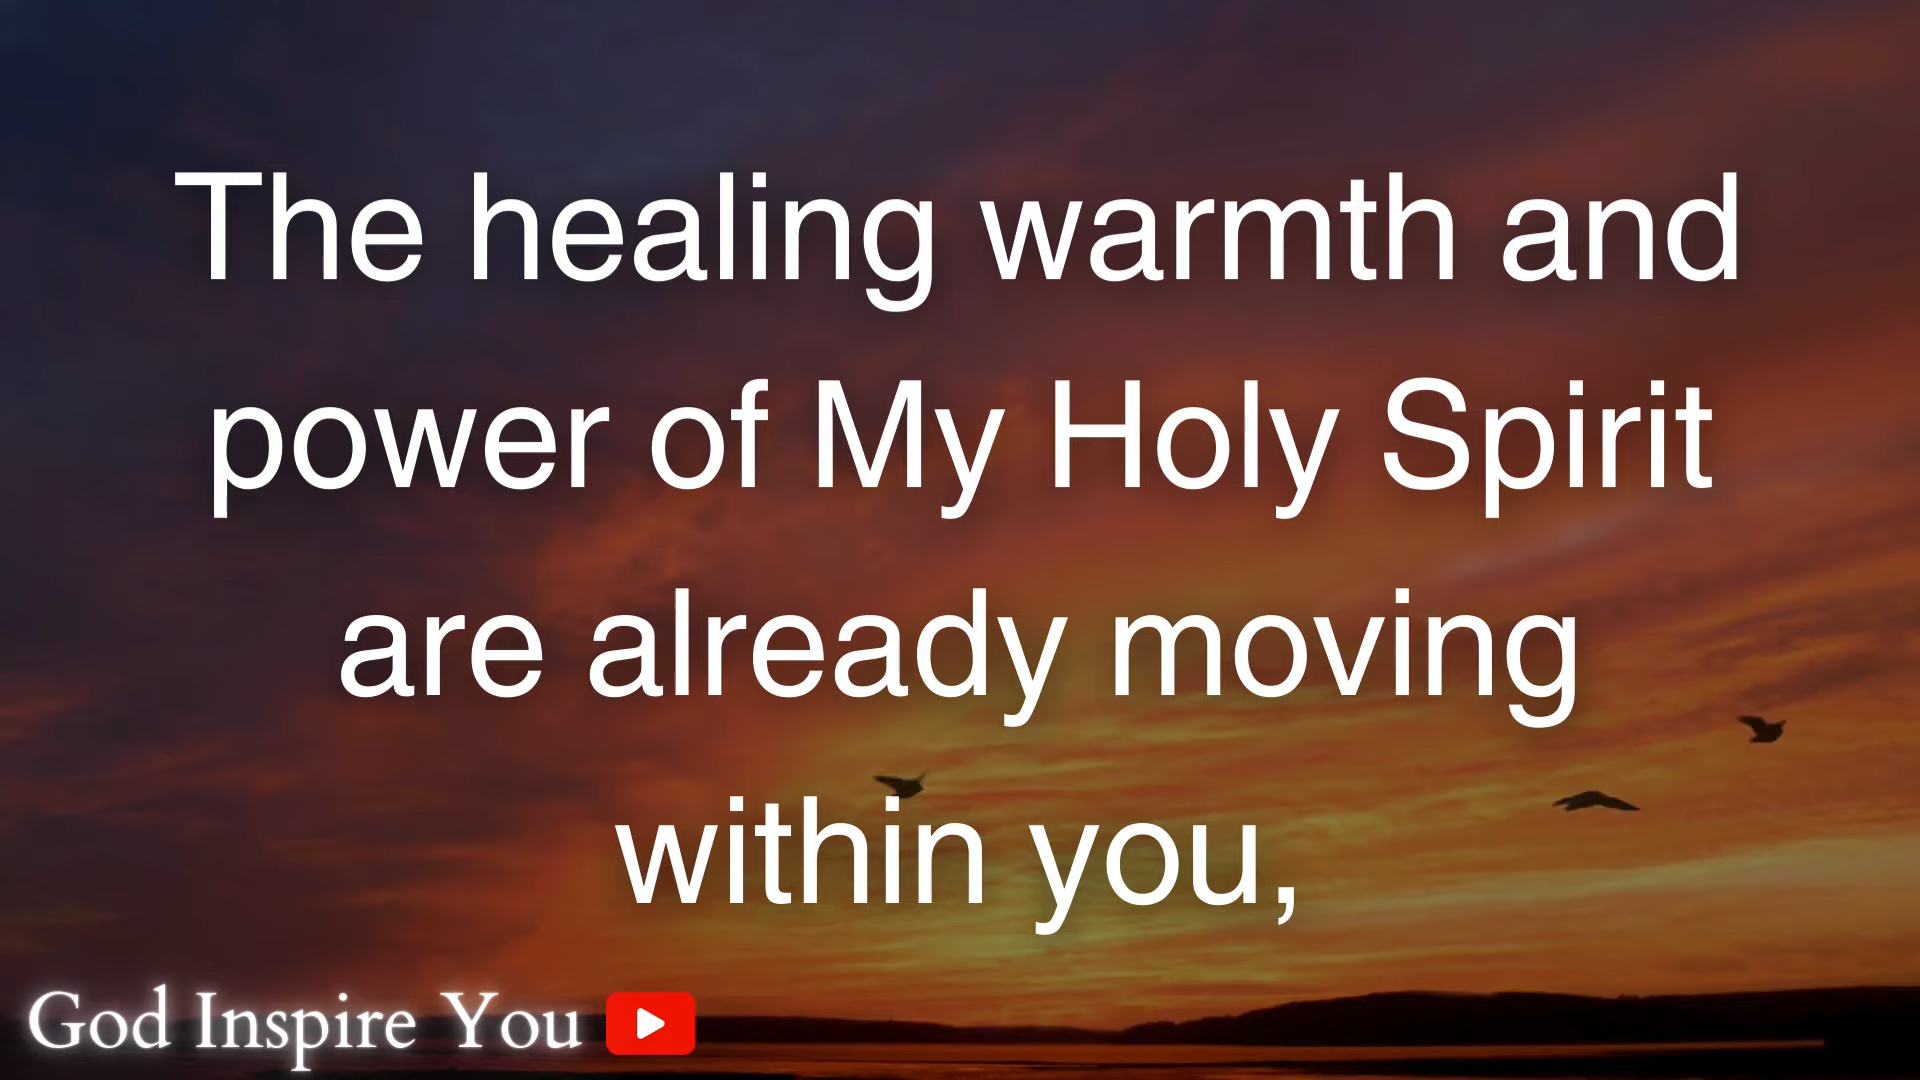 The healing warmth and
power of My Holy Spirit
are already moving
within you,
God Inspire You